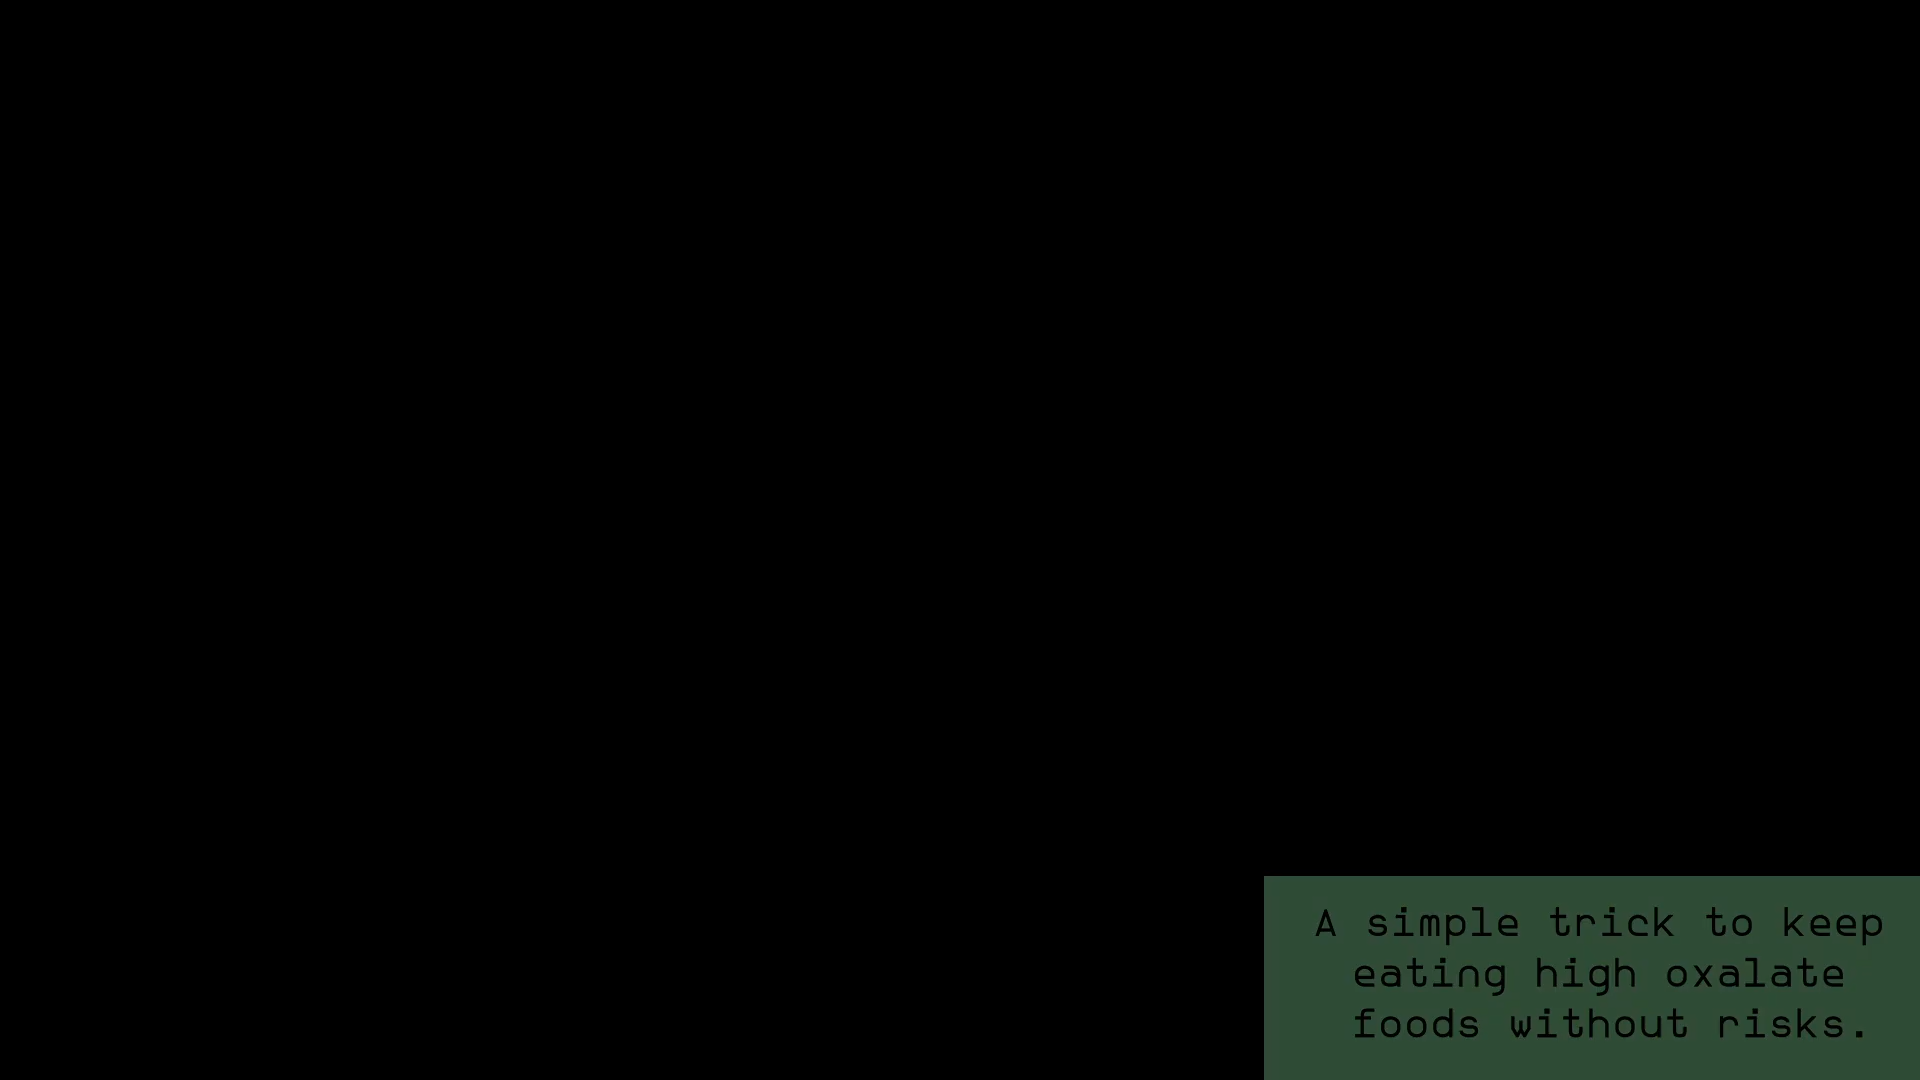 A simple trick to keep
eating high oxalate
foods without risks.